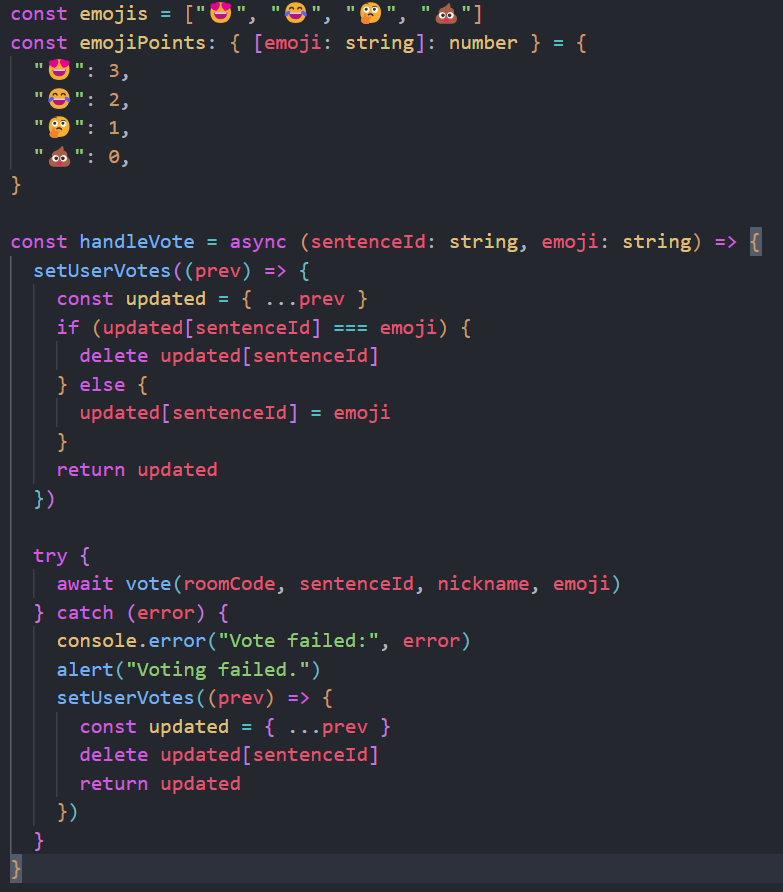 const emojis = ["😍", "😂", "🤔", "💩"]
const emojiPoints: { [emoji: string]: number } = {
  "😍": 3,
  "😂": 2,
  "🤔": 1,
  "💩": 0,
}

const handleVote = async (sentenceId: string, emoji: string) => {
  setUserVotes((prev) => {
    const updated = { ...prev }
    if (updated[sentenceId] === emoji) {
      delete updated[sentenceId]
    } else {
      updated[sentenceId] = emoji
    }
    return updated
  })

  try {
    await vote(roomCode, sentenceId, nickname, emoji)
  } catch (error) {
    console.error("Vote failed:", error)
    alert("Voting failed.")
    setUserVotes((prev) => {
      const updated = { ...prev }
      delete updated[sentenceId]
      return updated
    })
  }
}